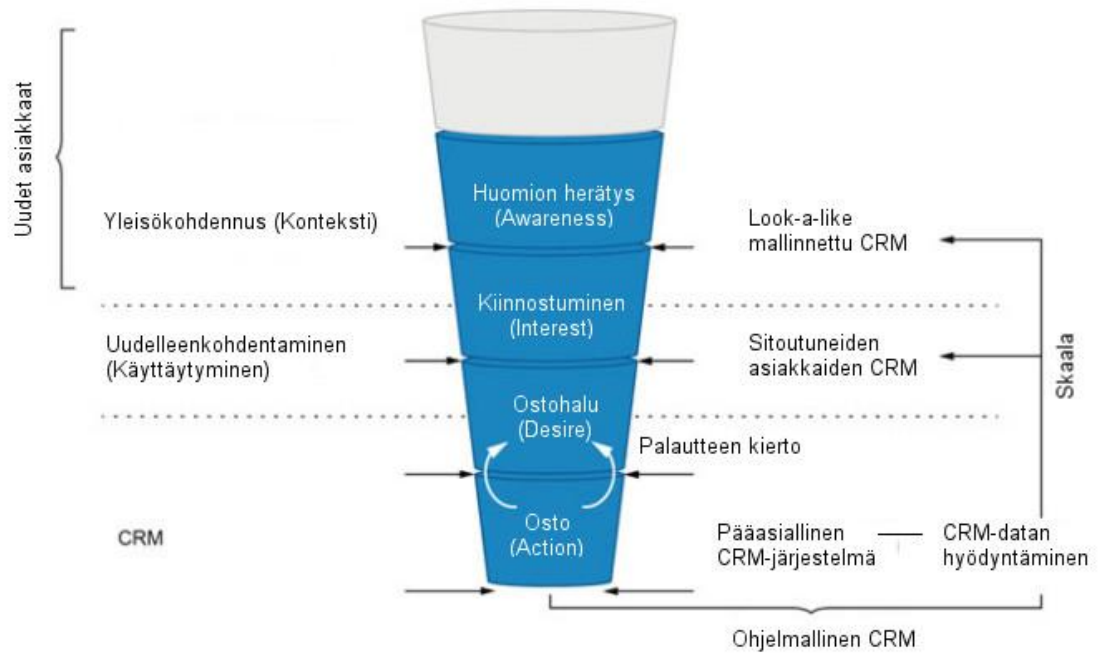 Uudet asiakkaat
Huomion herätys
(Awareness)
Yleisökohdennus (Konteksti)
Look-a-like
mallinnettu CRM
Kiinnostuminen
(Interest)
Uudelleenkohdentaminen
(Käyttäytyminen)
Sitoutuneiden
asiakkaiden CRM
Skaala
Ostohalu
(Desire)
Palautteen kierto
CRM
Osto
(Action)
Pääasiallinen
CRM-järjestelmä
CRM-datan
hyödyntäminen
Ohjelmallinen CRM